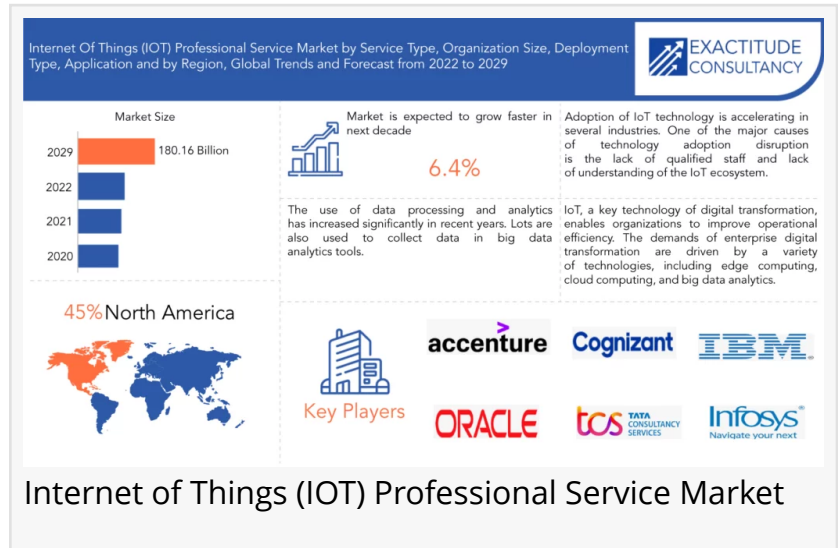 Internet Of Things (IOT) Professional Service Market by Service Type, Organization Size, Deployment
Type, Application and by Region, Global Trends and Forecast from 2022 to 2029
EXACTITUDE
CONSULTANCY
Market Size
2029
180.16 Billion
2022
2021
2020
Market is expected to grow faster in
next decade
6.4%
Adoption of IoT technology is accelerating in
several industries. One of the major causes
of technology adoption disruption
is the lack of qualified staff and lack
of understanding of the IoT ecosystem.
The use of data processing and analytics
has increased significantly in recent years. Lots are
also used to collect data in big data
analytics tools.
IoT, a key technology of digital transformation,
enables organizations to improve operational
efficiency. The demands of enterprise digital
transformation are driven by a variety
of technologies, including edge computing,
cloud computing, and big data analytics.
45% North America
Key Players
accenture
Cognizant
IBM®
ORACLE
tcs TATA
CONSULTANCY
SERVICES
Infosys®
Navigate your next
Internet of Things (IOT) Professional Service Market